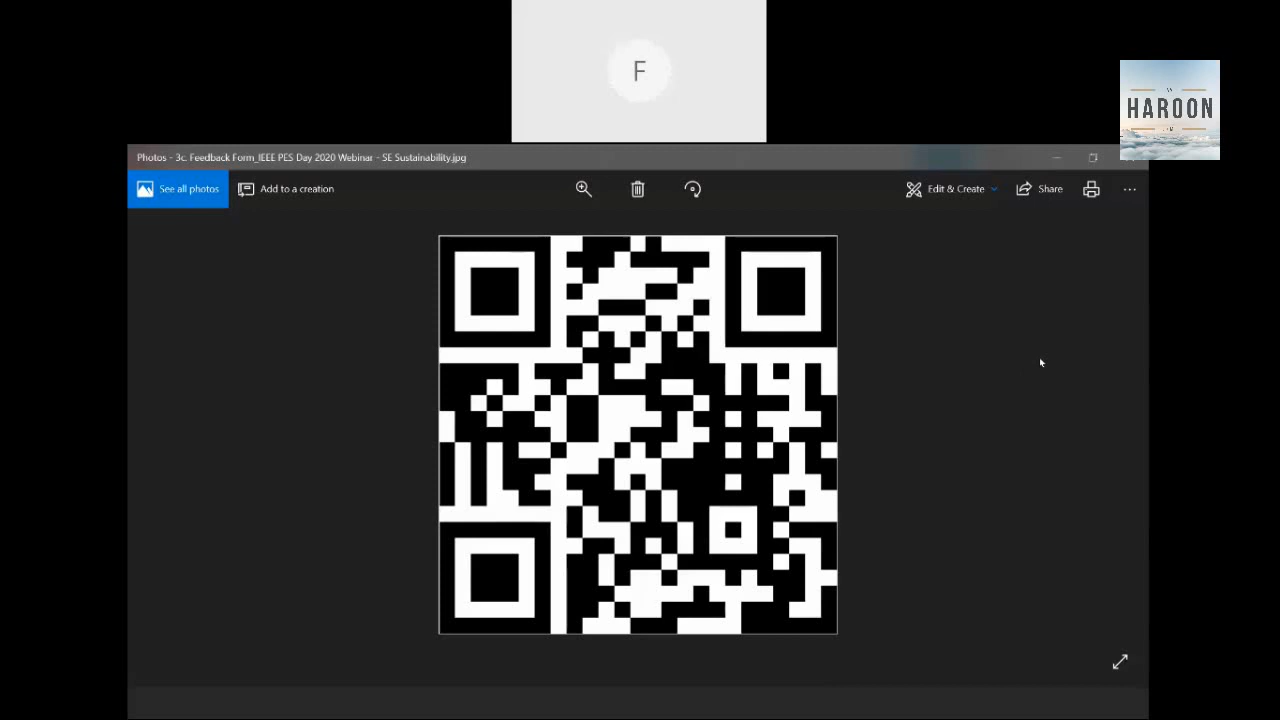 F
HAROON
Photos - 3c. Feedback Form_IEEE PES Day 2020 Webinar - SE Sustainability.jpg
See all photos
Add to a creation
Edit & Create
Share